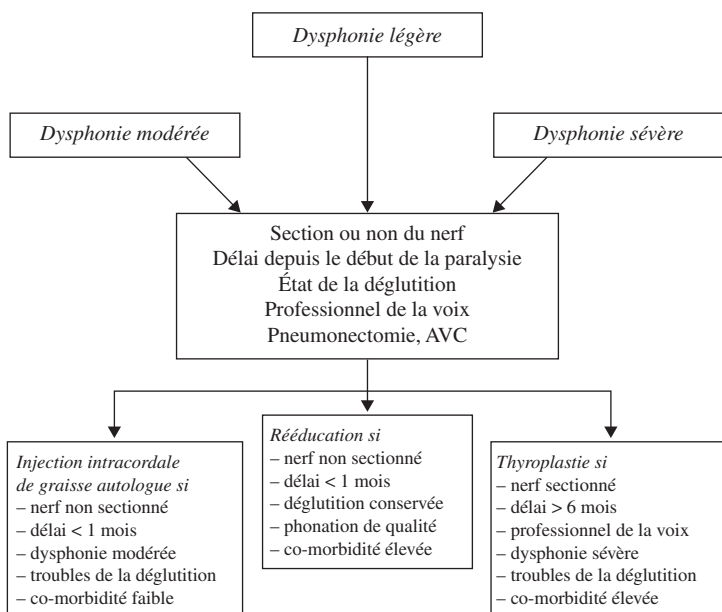 Dysphonie légère
Dysphonie modérée
Dysphonie sévère
Section ou non du nerf
Délai depuis le début de la paralysie
État de la déglutition
Professionnel de la voix
Pneumonectomie, AVC
Injection intracordale
de graisse autologue si
– nerf non sectionné
– délai < 1 mois
– dysphonie modérée
– troubles de la déglutition
– co-morbidité faible
Rééducation si
– nerf non sectionné
– délai < 1 mois
– déglutition conservée
– phonation de qualité
– co-morbidité élevée
Thyroplastie si
– nerf sectionné
– délai > 6 mois
– professionnel de la voix
– dysphonie sévère
– troubles de la déglutition
– co-morbidité élevée